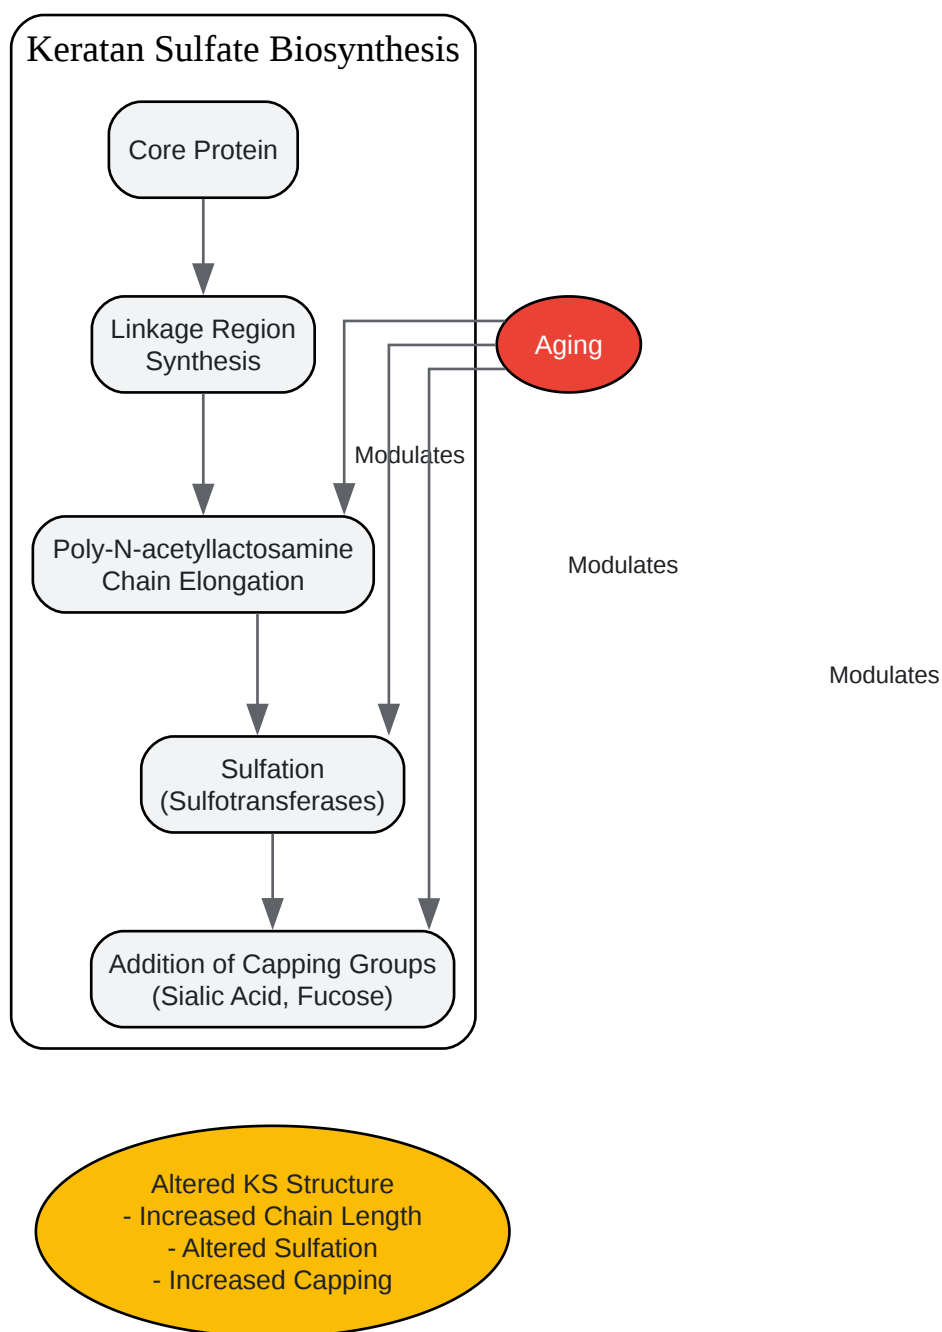 Keratan Sulfate Biosynthesis
Core Protein
Linkage Region
Synthesis
Aging
Modulates
Poly-N-acetyllactosamine
Chain Elongation
Modulates
Modulates
Sulfation
(Sulfotransferases)
Addition of Capping Groups
(Sialic Acid, Fucose)
Altered KS Structure
- Increased Chain Length
- Altered Sulfation
- Increased Capping